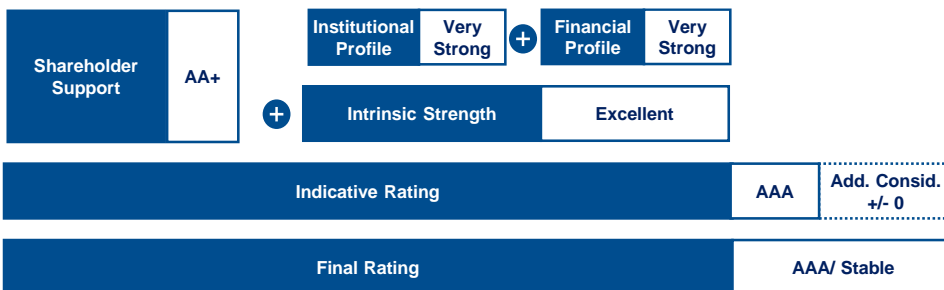 Institutional
Profile
Very
Strong
+
Financial
Profile
Very
Strong
Shareholder
Support
AA+
+
Intrinsic Strength
Excellent
Indicative Rating
AAA
Add. Consid.
+/- 0
Final Rating
AAA/ Stable